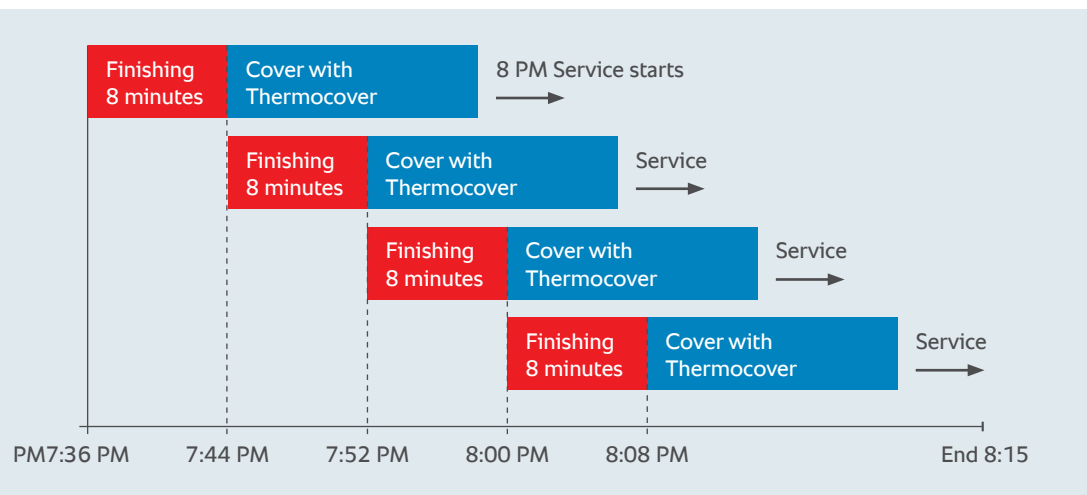 Finishing
8 minutes
Cover with
Thermocover
8 PM Service starts
Finishing
8 minutes
Cover with
Thermocover
Service
Finishing
8 minutes
Cover with
Thermocover
Service
Finishing
8 minutes
Cover with
Thermocover
Service
PM7:36 PM 7:44 PM 7:52 PM 8:00 PM 8:08 PM End 8:15